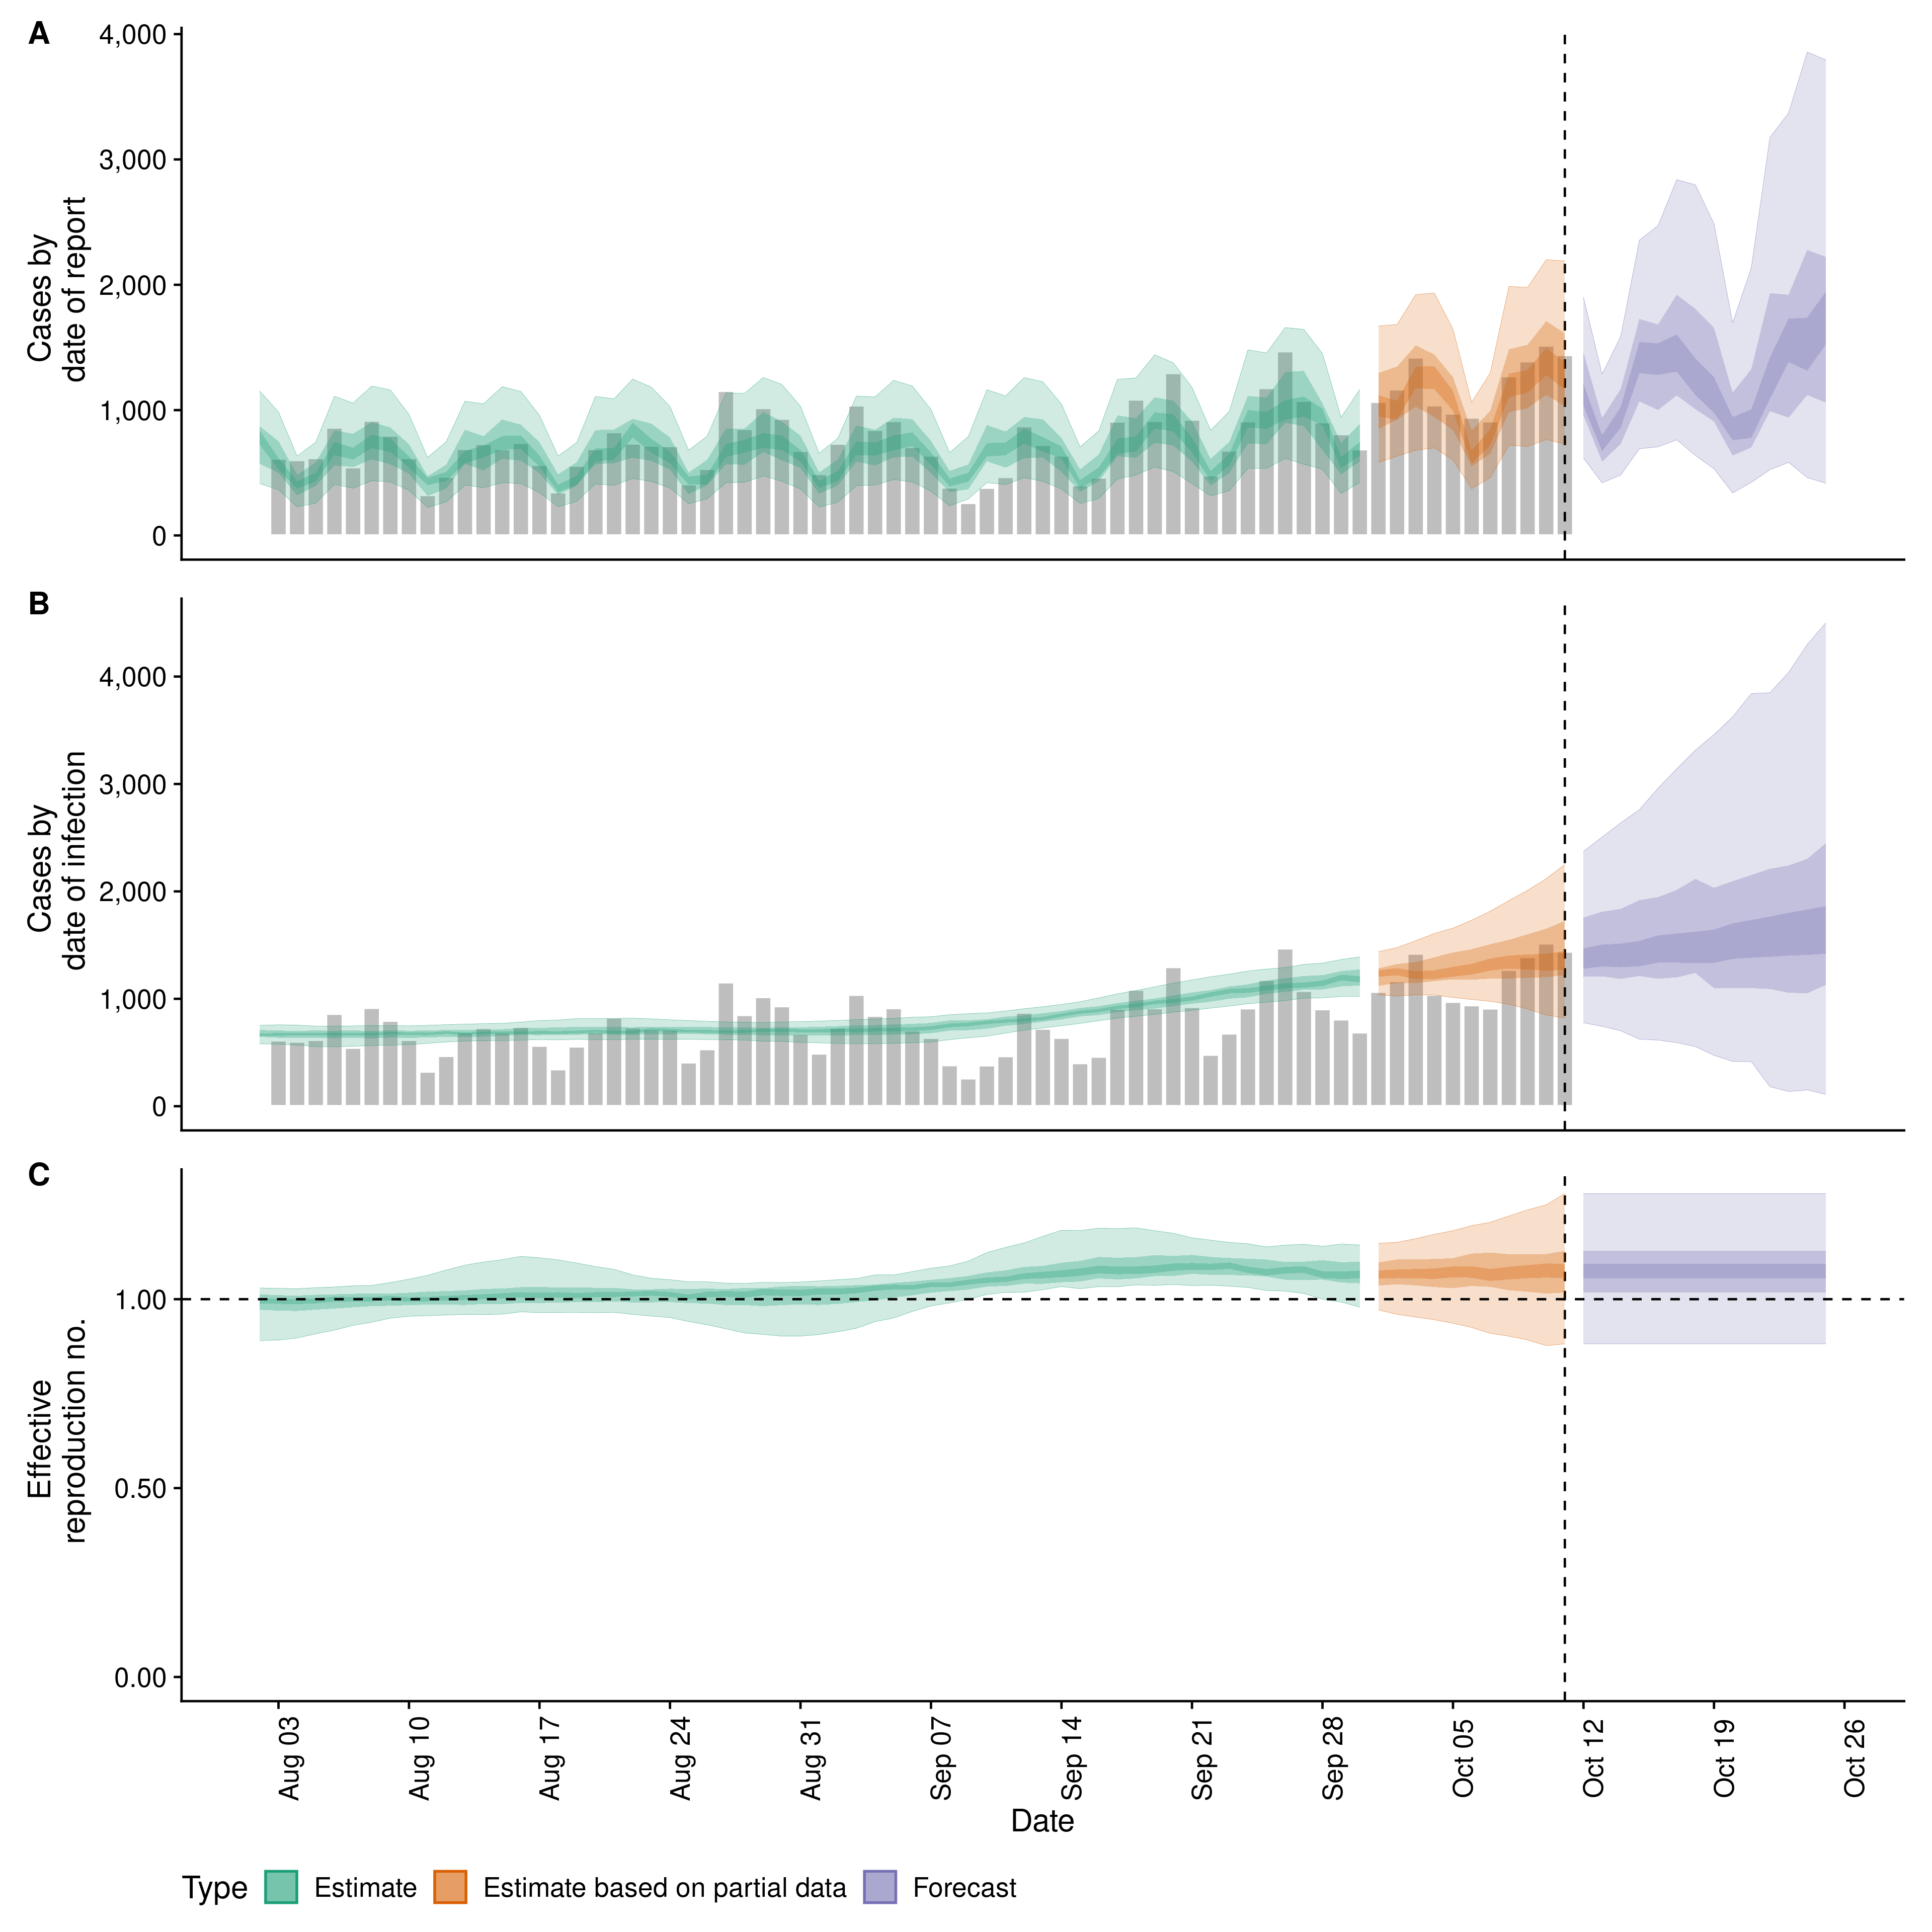 A
4,000
3,000
2,000
1,000
0
Cases by
date of report
B
4,000
3,000
2,000
1,000
0
Cases by
date of infection
C
1.00
0.50
0.00
Effective
reproduction no.
Aug 03
Aug 10
Aug 17
Aug 24
Aug 31
Sep 07
Sep 14
Sep 21
Sep 28
Oct 05
Oct 12
Oct 19
Oct 26
Date
Type Estimate Estimate based on partial data Forecast